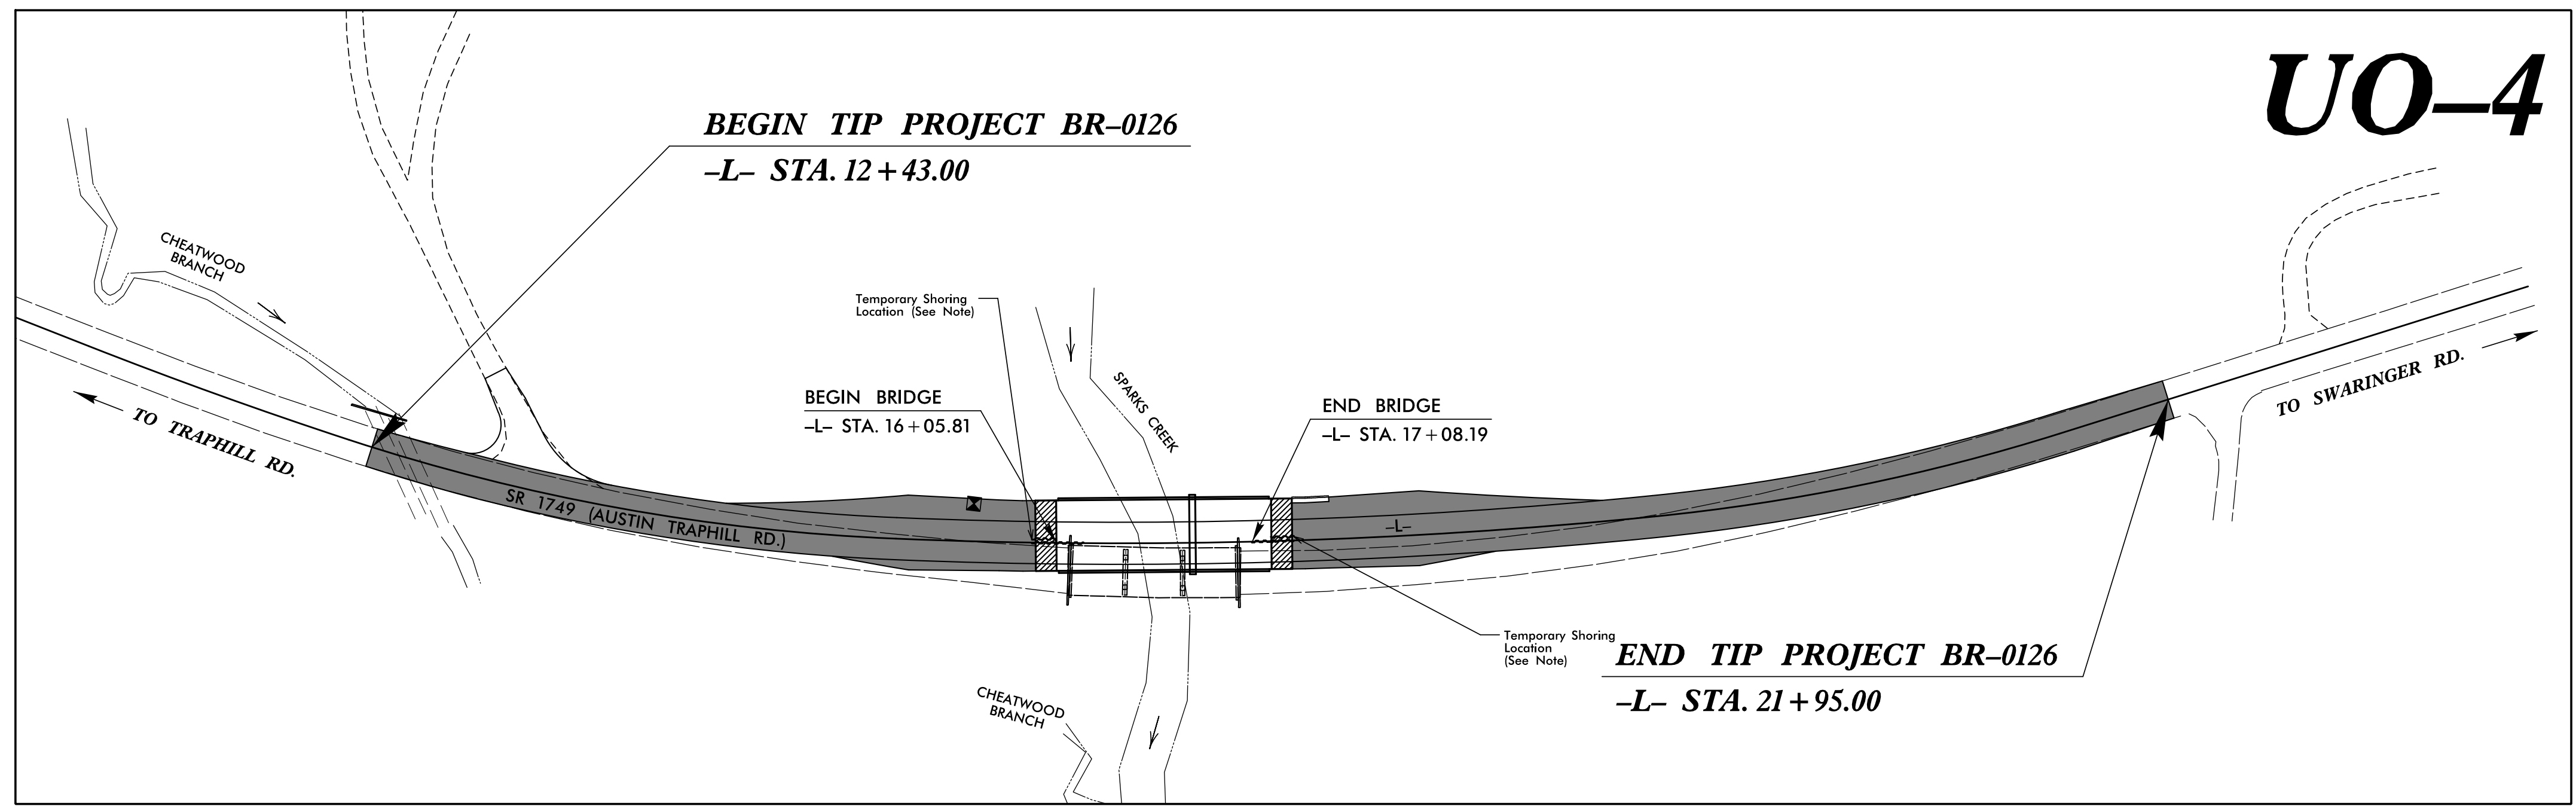 UO–4
BEGIN TIP PROJECT BR–0126
–L– STA. 12+43.00
CHEATWOOD
BRANCH
Temporary Shoring
Location (See Note)
SPARKS CREEK
BEGIN BRIDGE
–L– STA. 16+05.81
END BRIDGE
–L– STA. 17+08.19
TO TRAPHILL RD.
TO SWARINGER RD.
SR 1749 (AUSTIN TRAPHILL RD.)
–L–
Temporary Shoring
Location
(See Note)
END TIP PROJECT BR–0126
–L– STA. 21+95.00
CHEATWOOD
BRANCH